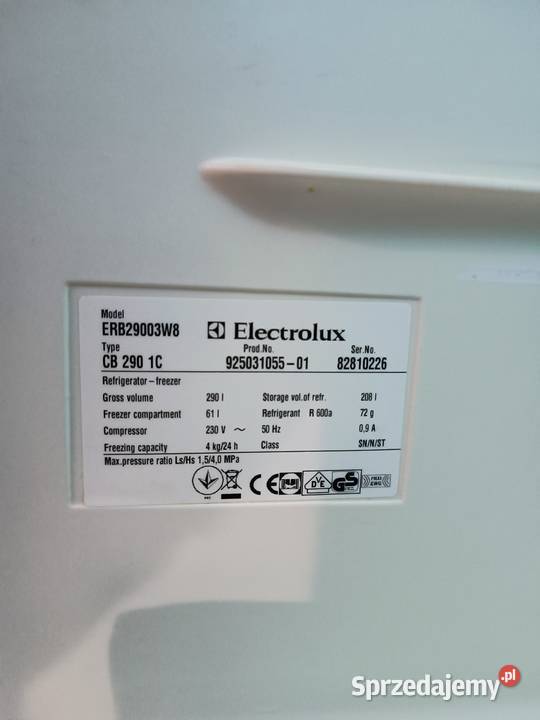 Model
ERB29003W8 Electrolux
Type Prod.No. Ser.No.
CB 290 1C 925031055-01 82810226
Refrigerator-freezer
Gross volume 290 l Storage vol.of refr. 208 l
Freezer compartment 61 l Refrigerant R 600a 72 g
Compressor 230 V ~ 50 Hz 0,9 A
Freezing capacity 4 kg/24 h Class SN/N/ST
Max.pressure ratio Ls/Hs 1,5/4,0 MPa
CE VDE GS
Sprzedajemy.pl